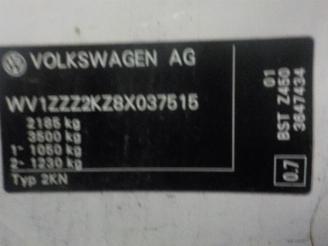 VOLKSWAGEN AG
WV1ZZZ2KZ8X037515
2185 kg
3500 kg
1- 1050 kg
2- 1230 kg
Typ 2KN
01
BST Z450
3647434
0.7